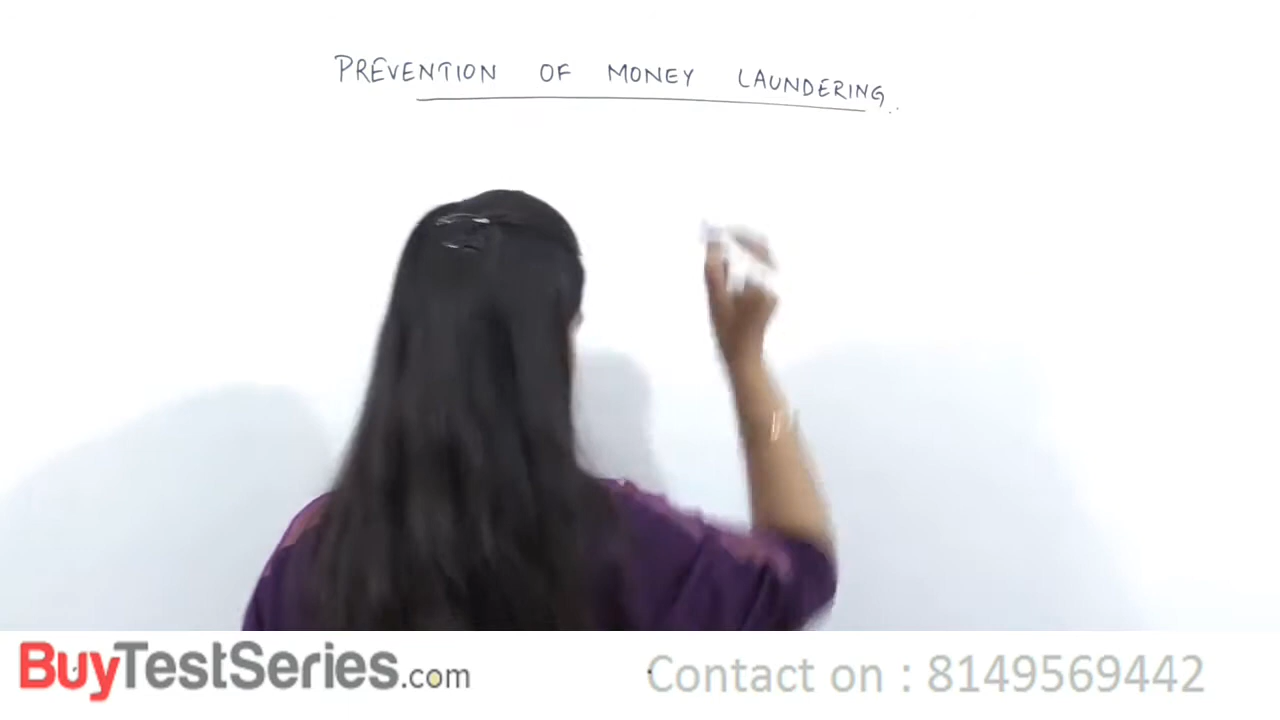 PREVENTION OF MONEY LAUNDERING
BuyTestSeries.com Contact on : 8149569442